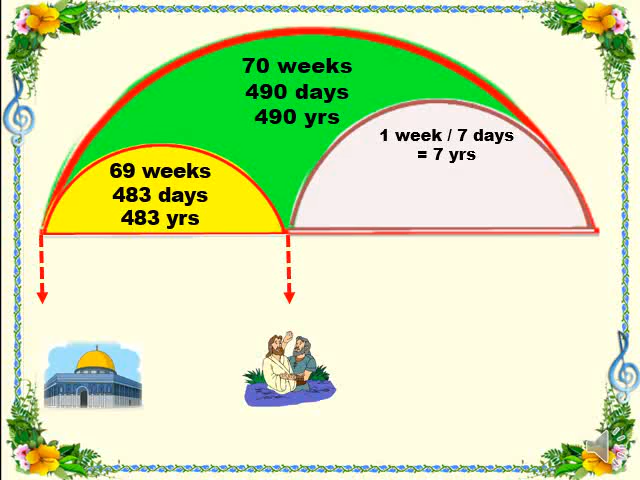 70 weeks
490 days
490 yrs
1 week / 7 days
= 7 yrs
69 weeks
483 days
483 yrs